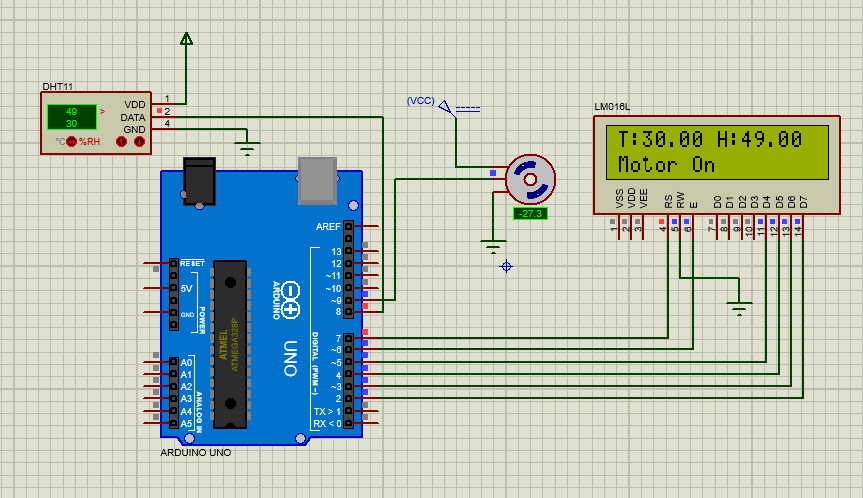 DHT11
49
30
>
°C
%RH
VDD
DATA
GND
1
2
4
(VCC)
-27.3
LM016L
T:30.00 H:49.00
Motor On
VSS
VDD
VEE
RS
RW
E
D0
D1
D2
D3
D4
D5
D6
D7
1
2
3
4
5
6
7
8
9
10
11
12
13
14
AREF
13
12
~11
~10
~9
8
7
~6
~5
4
~3
2
TX > 1
RX < 0
RESET
5V
GND
POWER
A0
A1
A2
A3
A4
A5
ANALOG IN
ATMEL
ATMEGA328P
ARDUINO
UNO
DIGITAL (PWM ~)
ARDUINO UNO